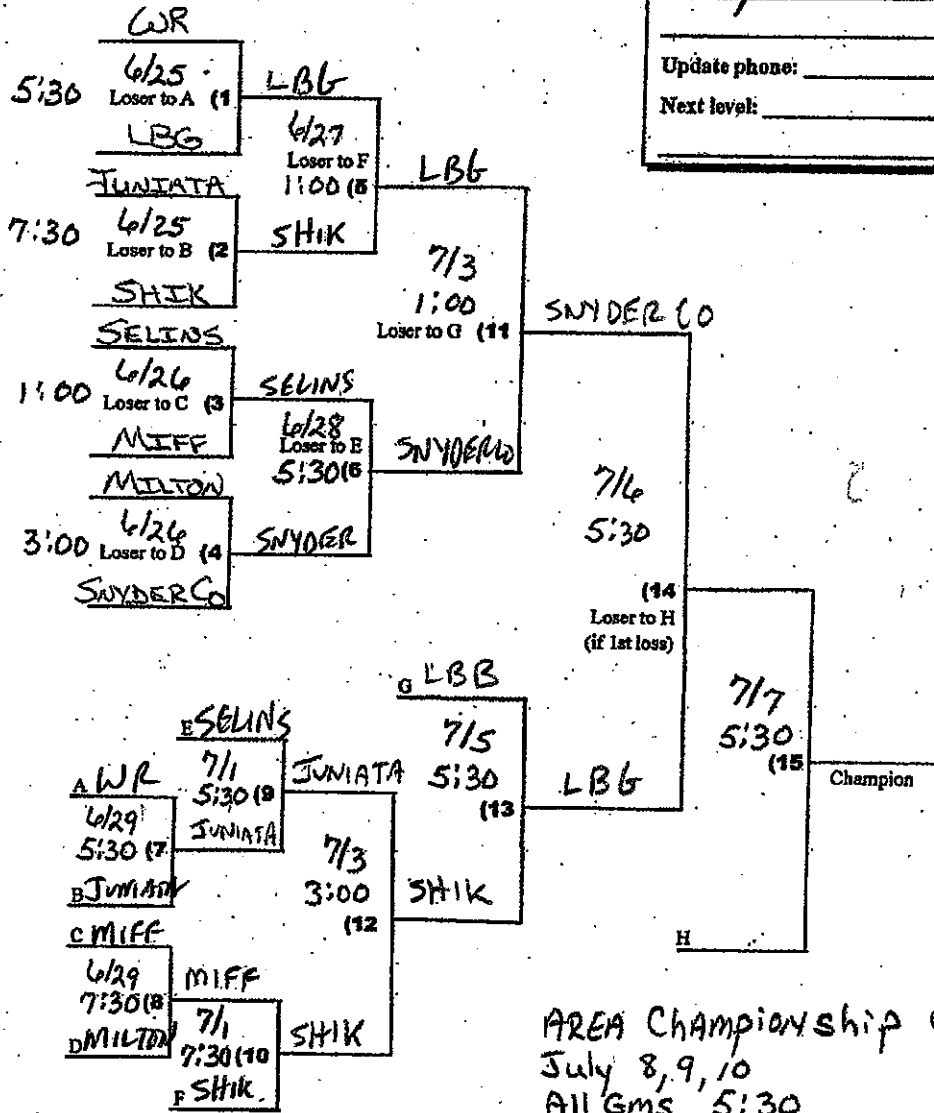 Update phone:
Next level:
WR
5:30 6/25
Loser to A (1
LBG
LBG
6/27
Loser to F
1:00 (5
JUNIATA
7:30 6/25
Loser to B (2
SHIK
SHIK
LBG
7/3
1:00
Loser to G (11
SELINS
1:00 6/26
Loser to C (3
MIFF
SELINS
6/28
Loser to E
5:30 (6
MILTON
3:00 6/26
Loser to D (4
SNYDER CO
SNYDER
SNYDERCO
SNYDER CO
7/6
5:30
(14
Loser to H
(if 1st loss)
G LBB
7/5
5:30
(13
E SELINS
7/1
5:30 (9
JUNIATA
A WR
6/29
5:30 (7
B JUNIATA
JUNIATA
7/3
3:00
(12
C MIFF
6/29
7:30 (8
D MILTON
MIFF
7/1
7:30 (10
F SHIK.
SHIK
SHIK
LBG
7/7
5:30
(15
Champion
H
AREA Championship
July 8, 9, 10
All Gms 5:30